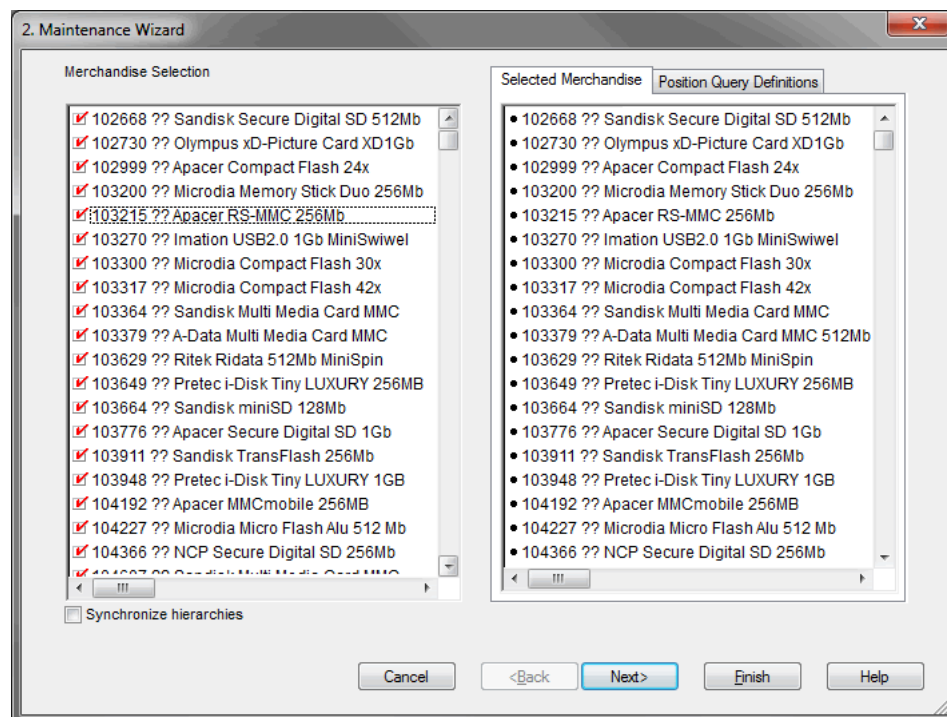 2. Maintenance Wizard
Merchandise Selection
102668 ?? Sandisk Secure Digital SD 512Mb
102730 ?? Olympus xD-Picture Card XD1Gb
102999 ?? Apacer Compact Flash 24x
103200 ?? Microdia Memory Stick Duo 256Mb
103215 ?? Apacer RS-MMC 256Mb
103270 ?? Imation USB2.0 1Gb MiniSwiwel
103300 ?? Microdia Compact Flash 30x
103317 ?? Microdia Compact Flash 42x
103364 ?? Sandisk Multi Media Card MMC
103379 ?? A-Data Multi Media Card MMC
103629 ?? Ritek Ridata 512Mb MiniSpin
103649 ?? Pretec i-Disk Tiny LUXURY 256MB
103664 ?? Sandisk miniSD 128Mb
103776 ?? Apacer Secure Digital SD 1Gb
103911 ?? Sandisk TransFlash 256Mb
103948 ?? Pretec i-Disk Tiny LUXURY 1GB
104192 ?? Apacer MMCmobile 256MB
104227 ?? Microdia Micro Flash Alu 512 Mb
104366 ?? NCP Secure Digital SD 256Mb
?? Sandisk Multi Media Card MMC
Synchronize hierarchies
Selected Merchandise
Position Query Definitions
102668 ?? Sandisk Secure Digital SD 512Mb
102730 ?? Olympus xD-Picture Card XD1Gb
102999 ?? Apacer Compact Flash 24x
103200 ?? Microdia Memory Stick Duo 256Mb
103215 ?? Apacer RS-MMC 256Mb
103270 ?? Imation USB2.0 1Gb MiniSwiwel
103300 ?? Microdia Compact Flash 30x
103317 ?? Microdia Compact Flash 42x
103364 ?? Sandisk Multi Media Card MMC
103379 ?? A-Data Multi Media Card MMC 512Mb
103629 ?? Ritek Ridata 512Mb MiniSpin
103649 ?? Pretec i-Disk Tiny LUXURY 256MB
103664 ?? Sandisk miniSD 128Mb
103776 ?? Apacer Secure Digital SD 1Gb
103911 ?? Sandisk TransFlash 256Mb
103948 ?? Pretec i-Disk Tiny LUXURY 1GB
104192 ?? Apacer MMCmobile 256MB
104227 ?? Microdia Micro Flash Alu 512 Mb
104366 ?? NCP Secure Digital SD 256Mb
Cancel
<Back
Next>
Finish
Help